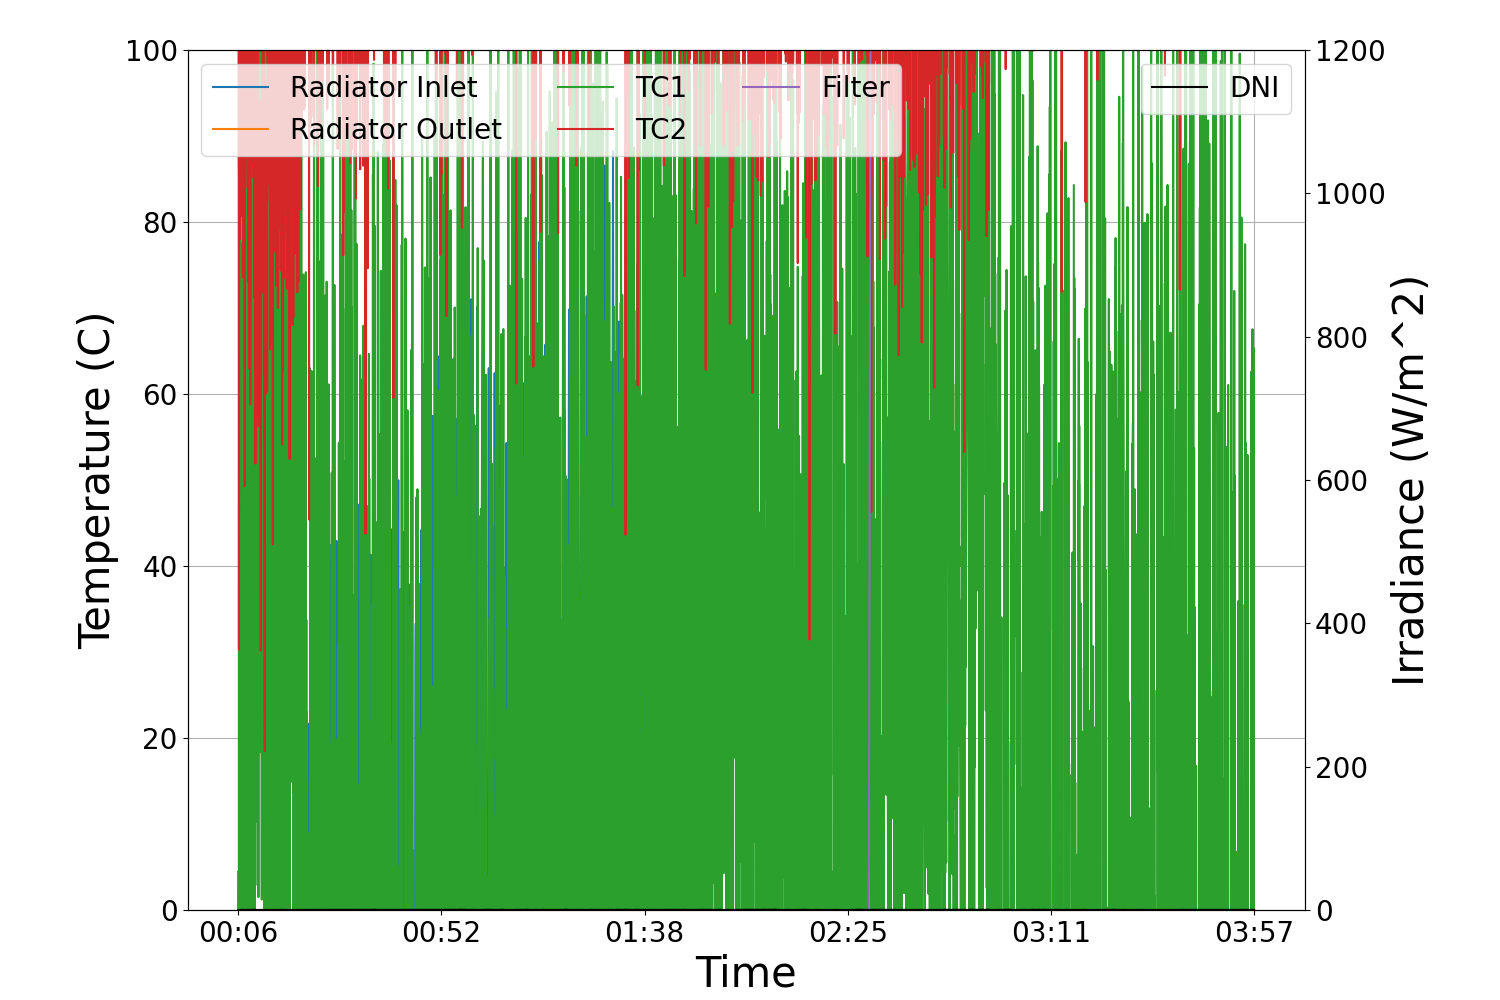 Radiator Inlet
Radiator Outlet
TC1
TC2
Filter
DNI
100
80
60
40
20
0
Temperature (C)
1200
1000
800
600
400
200
0
Irradiance (W/m^2)
00:06
00:52
01:38
02:25
03:11
03:57
Time